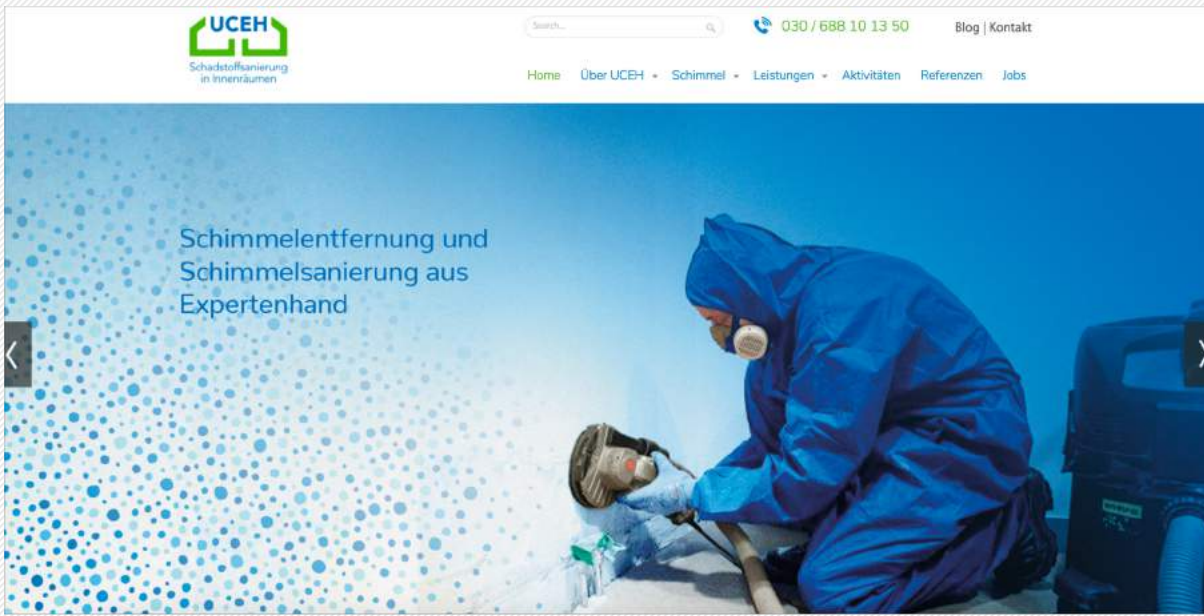 UCEH
Schadstoffsanierung
in Innenräumen
Search...
030 / 688 10 13 50
Blog | Kontakt
Home Über UCEH Schimmel Leistungen Aktivitäten Referenzen Jobs
Schimmelentfernung und
Schimmelsanierung aus
Expertenhand